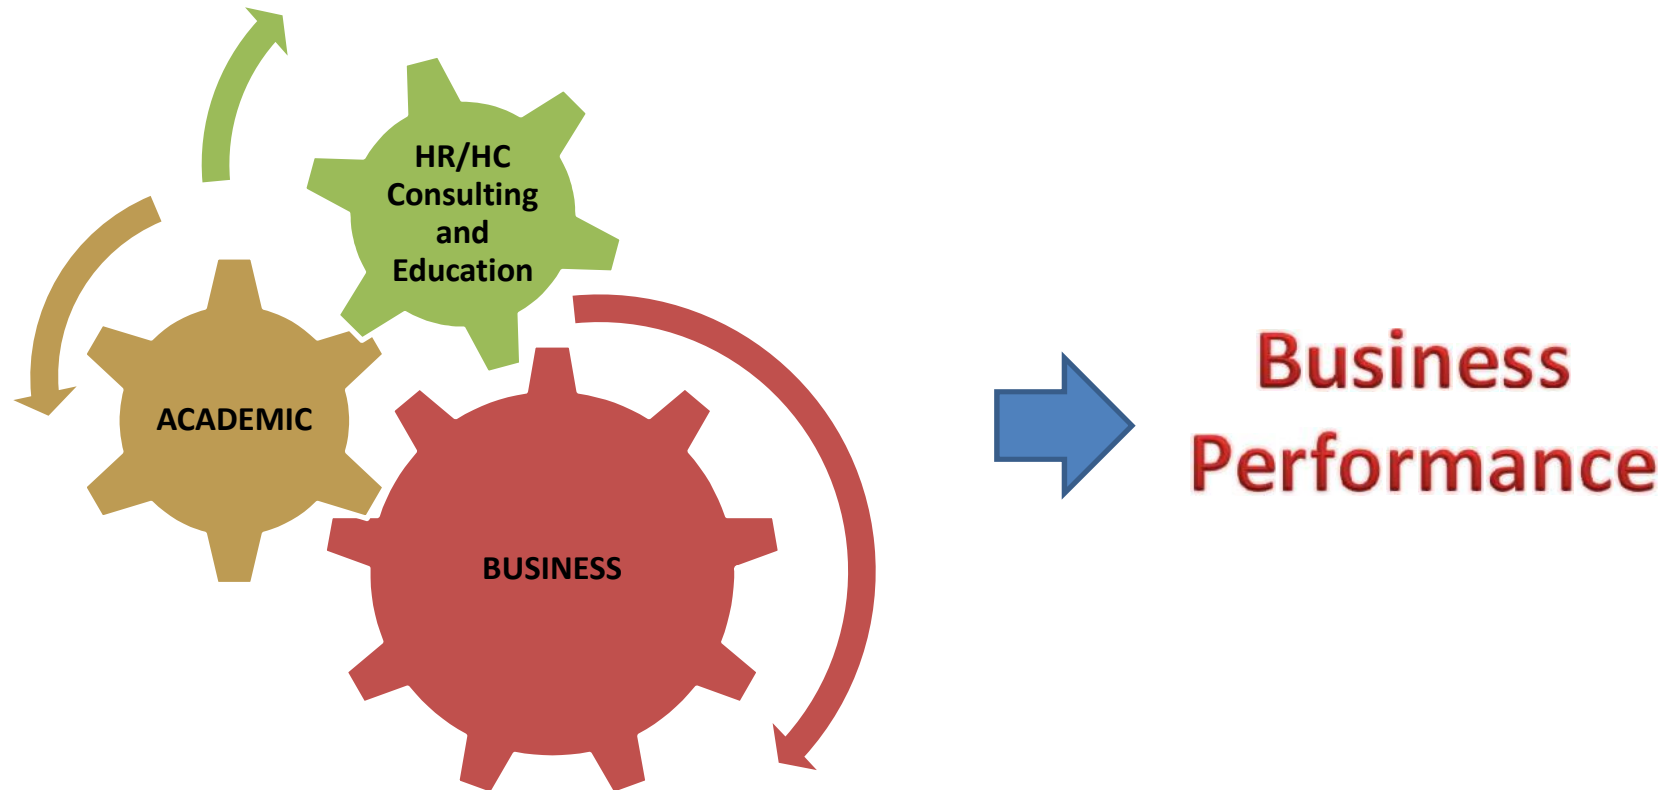 HR/HC
Consulting
and
Education
ACADEMIC
BUSINESS
Business
Performance